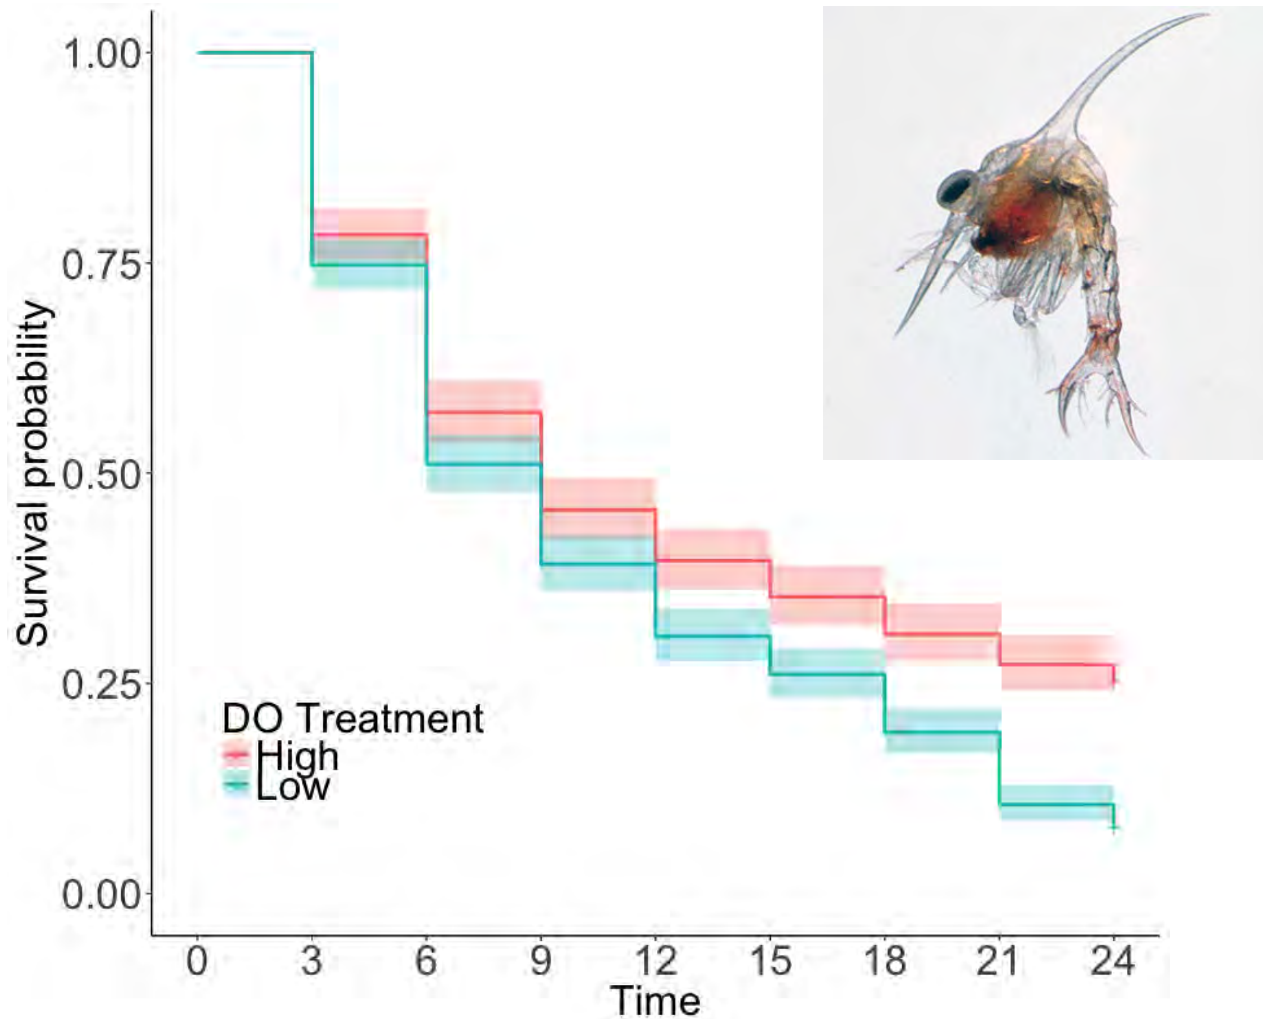 1.00
0.75
0.50
0.25
0.00
Survival probability
DO Treatment
High
Low
0 3 6 9 12 15 18 21 24
Time